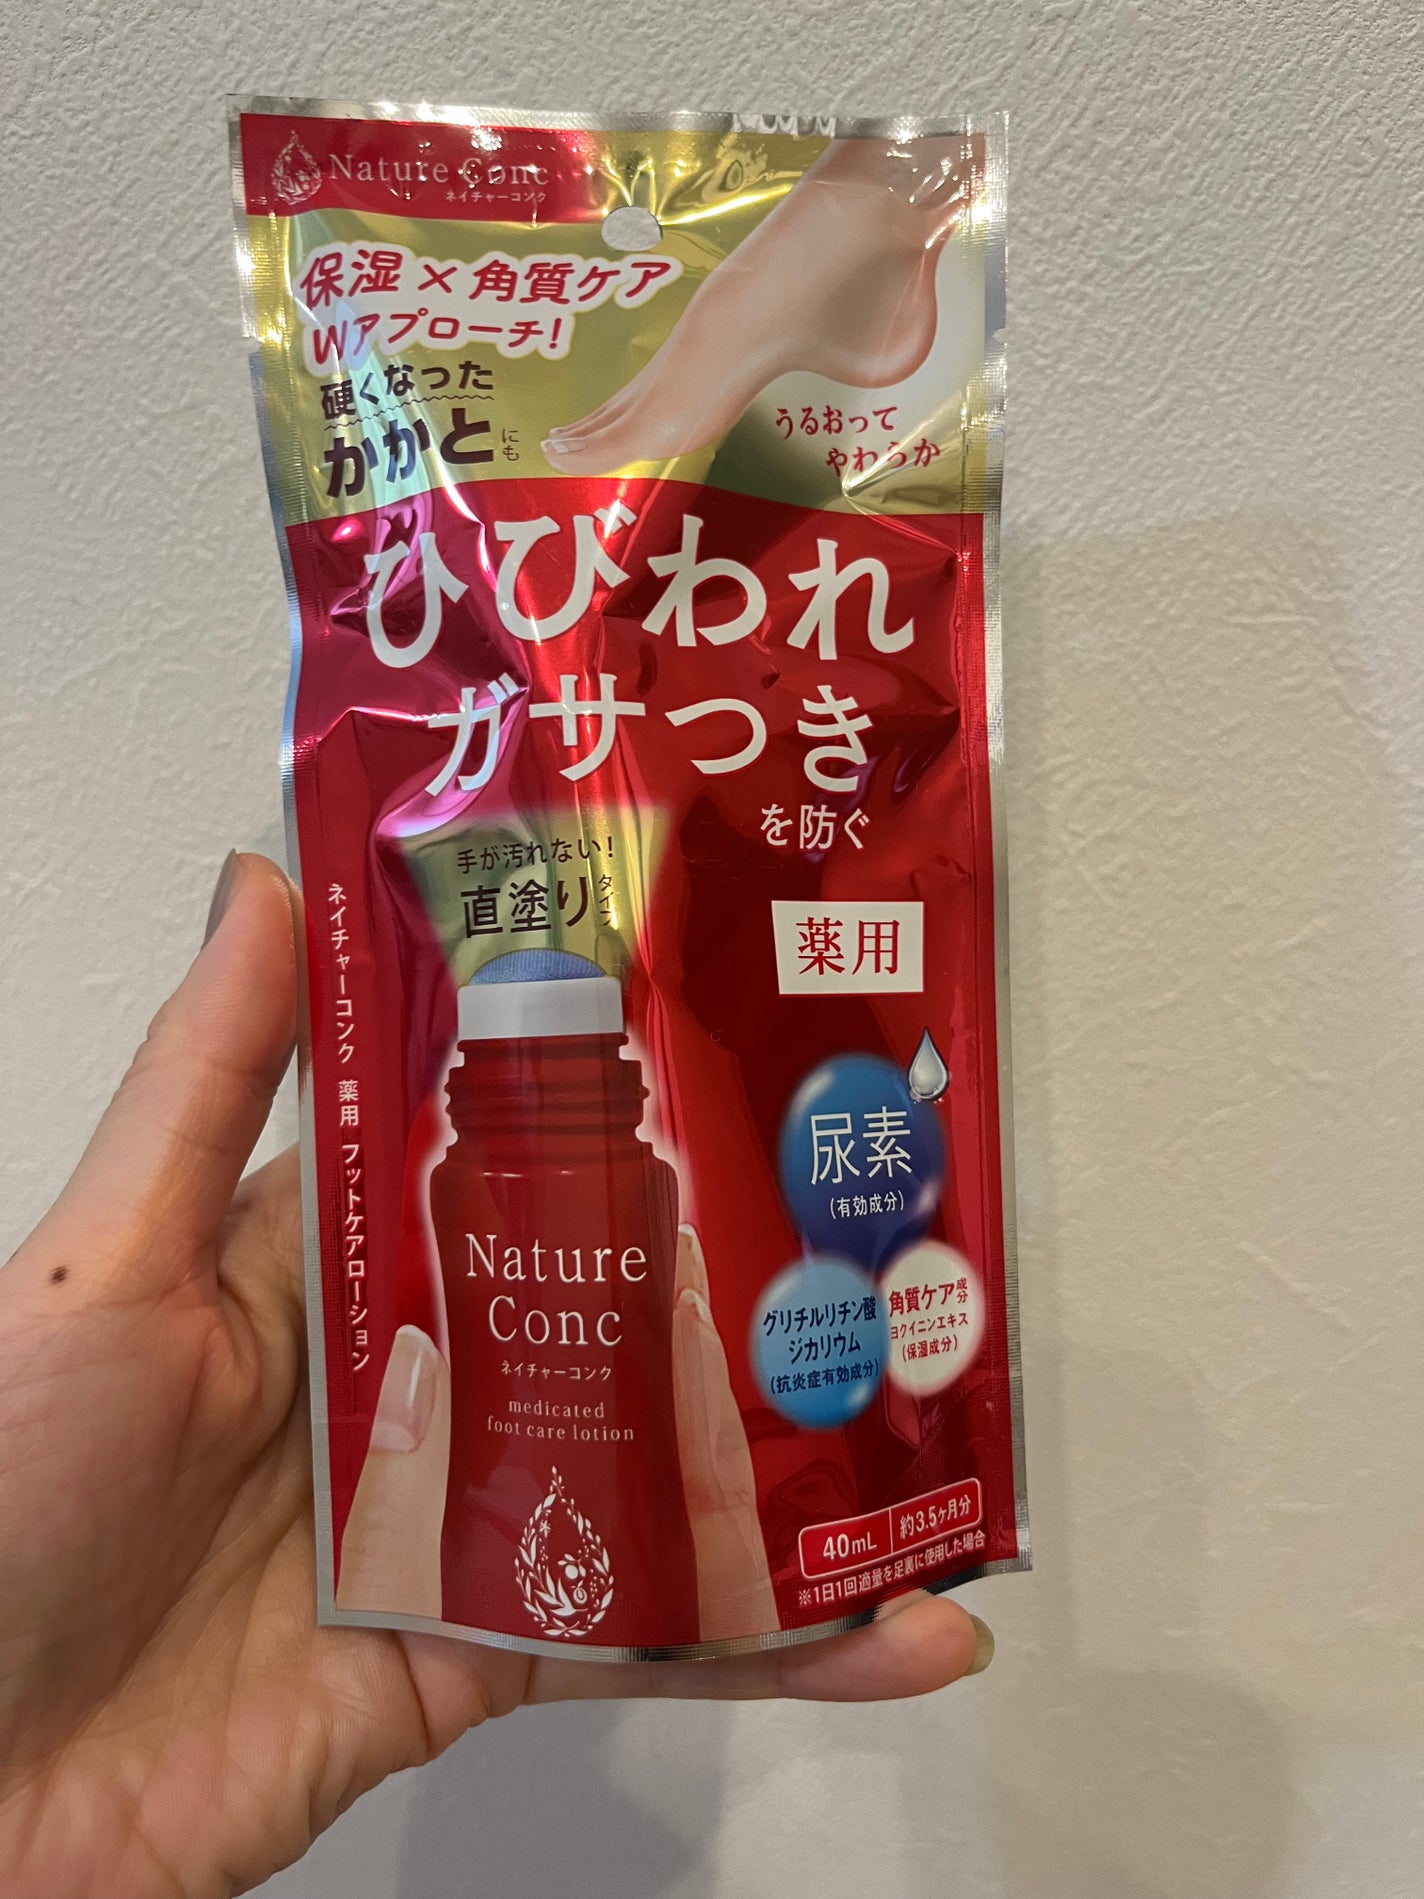 Nature Conc
ネイチャーコンク
保湿×角質ケア
Wアプローチ!
硬くなった
かかとにも
うるおって
やわらか
ひびわれ
ガサつき
を防ぐ
手が汚れない!
直塗りタイプ
薬用
ネイチャーコンク 薬用 フットケアローション
尿素
(有効成分)
グリチルリチン酸
ジカリウム
(抗炎症有効成分)
角質ケア成分
ヨクイニンエキス
(保湿成分)
Nature
Conc
ネイチャーコンク
medicated
foot care lotion
40mL 約3.5ヶ月分
※1日1回適量を足裏に使用した場合